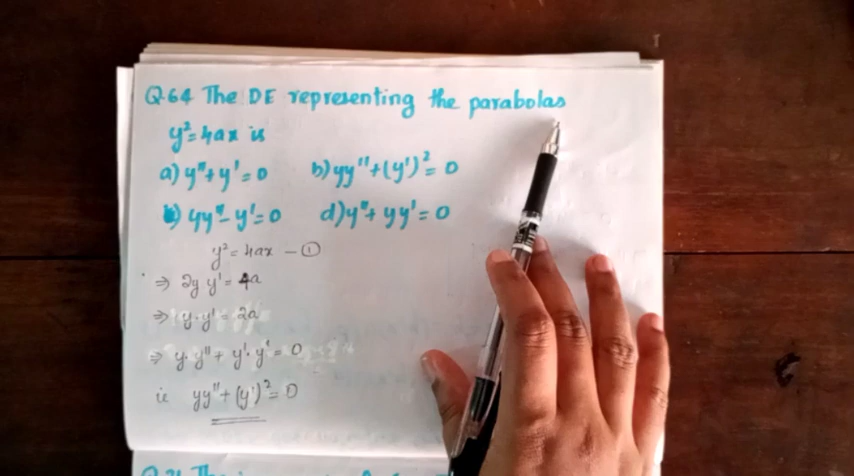 Q.64 The DE representing the parabolas
y² = 4ax is
a) y'' + y' = 0 b) yy'' + (y')² = 0
c) yy'' - y' = 0 d) y'' + yy' = 0
y² = 4ax — ①
⇒ 2y y' = 4a
⇒ y·y' = 2a
⇒ y·y'' + y'·y' = 0
ie yy'' + (y')² = 0